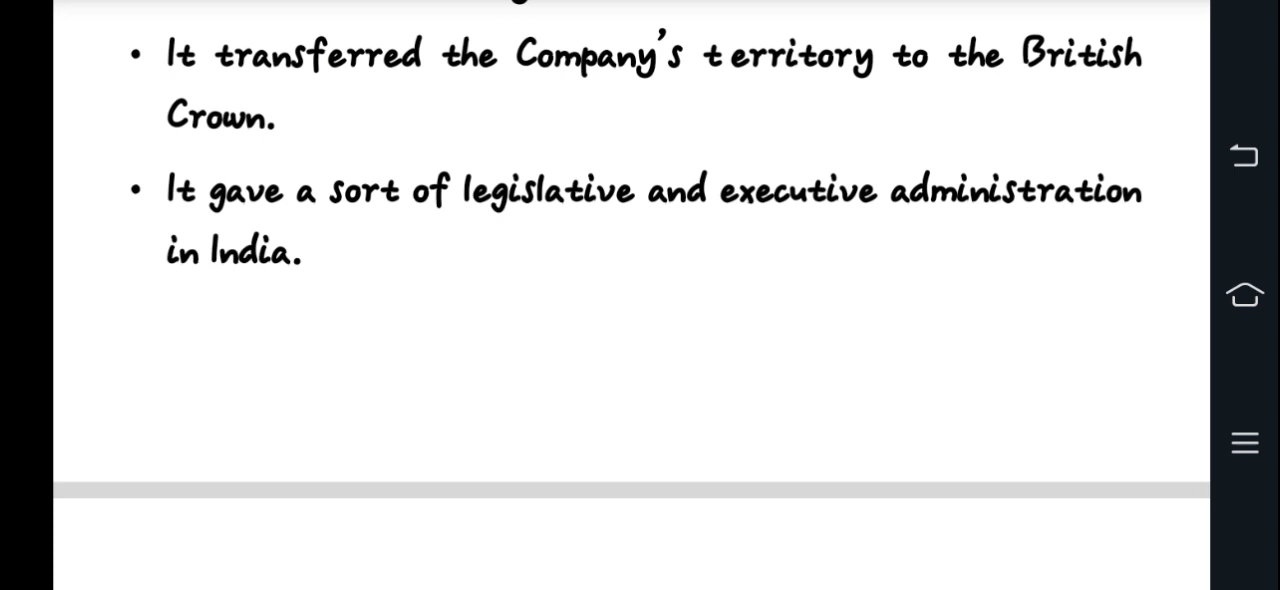 • It transferred the Company's territory to the British
Crown.
• It gave a sort of legislative and executive administration
in India.